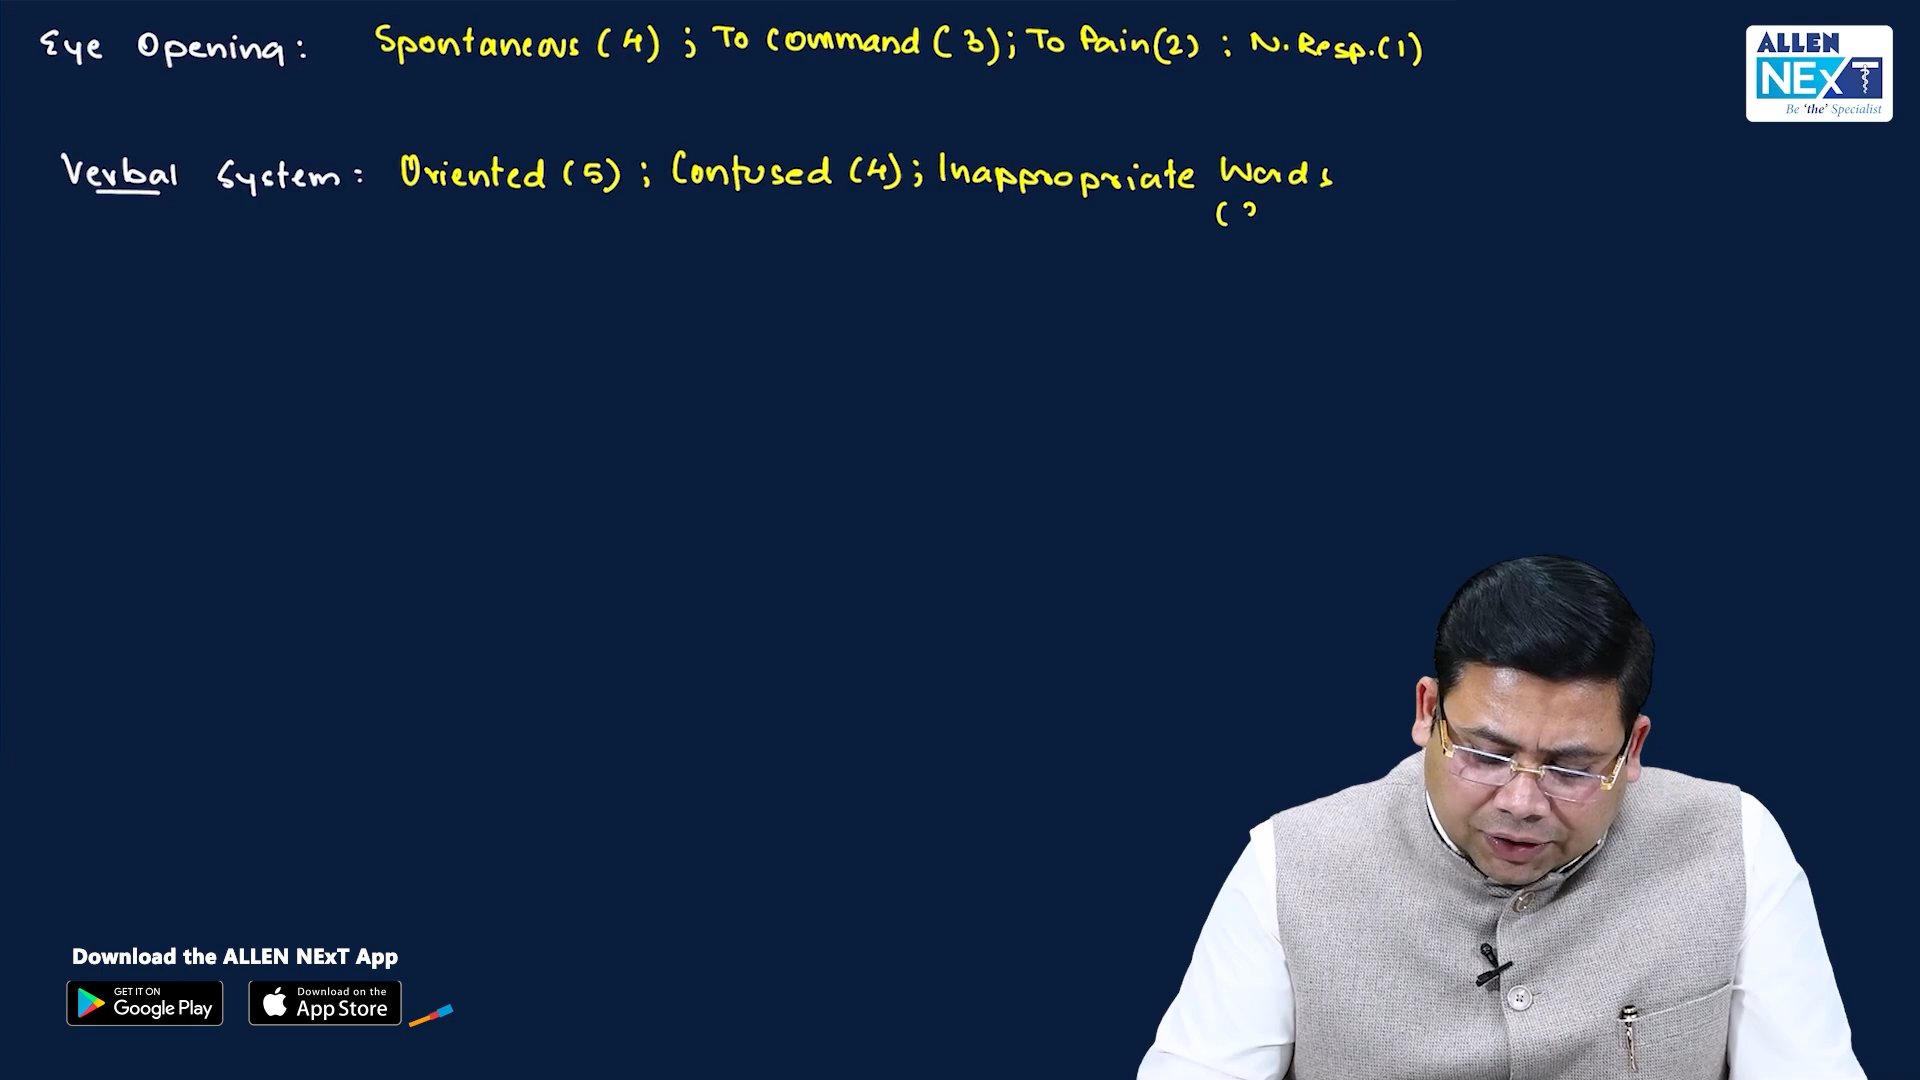 Eye Opening: Spontaneous (4) ; To Command (3); To Pain (2) ; N. Resp. (1)
Verbal System: Oriented (5) ; Confused (4); Inappropriate Words
(
ALLEN
NExT
Be 'the' Specialist
Download the ALLEN NExT App
GET IT ON
Google Play
Download on the
App Store